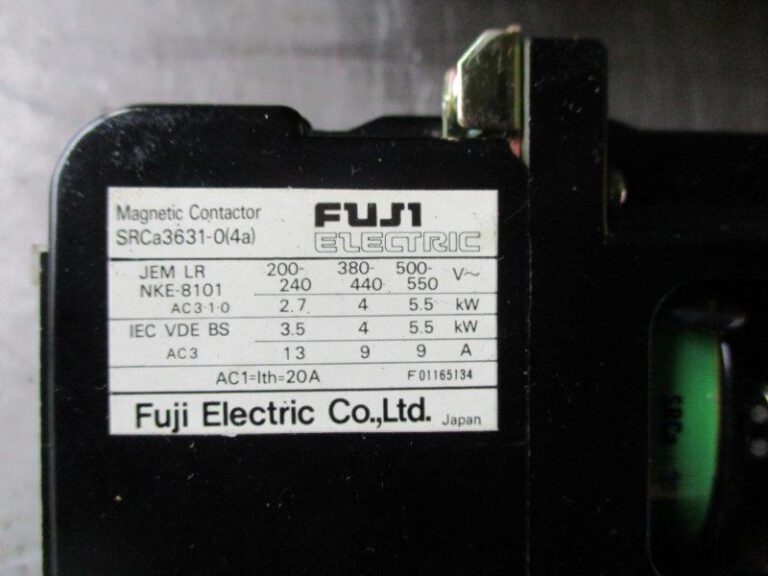 Magnetic Contactor FUJI
SRCa3631-0(4a) ELECTRIC
JEM LR 200- 380- 500- V~
NKE-8101 240 440 550
AC3·1·0 2.7 4 5.5 kW
IEC VDE BS 3.5 4 5.5 kW
AC3 13 9 9 A
AC1=Ith=20A F01165134
Fuji Electric Co.,Ltd. Japan
SRCa